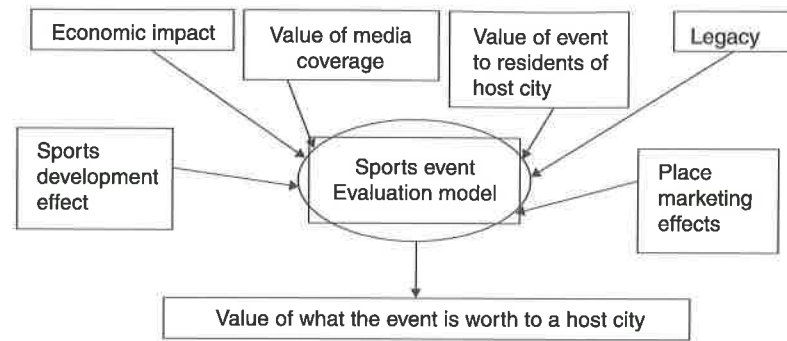 Economic impact
Value of media
coverage
Value of event
to residents of
host city
Legacy
Sports
development
effect
Sports event
Evaluation model
Place
marketing
effects
Value of what the event is worth to a host city